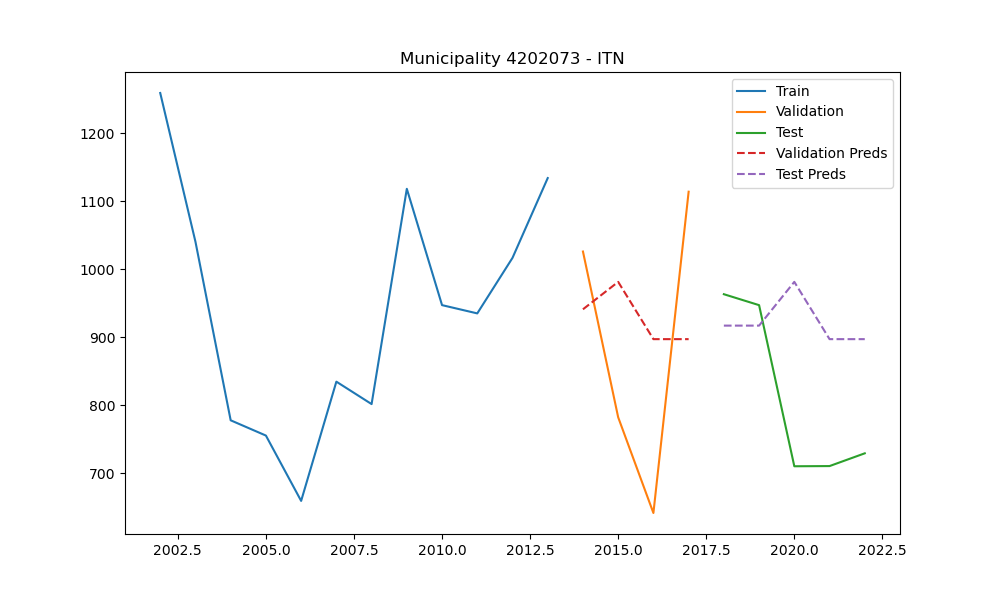 Municipality 4202073 - ITN
Train
Validation
Test
Validation Preds
Test Preds
1200
1100
1000
900
800
700
2002.5 2005.0 2007.5 2010.0 2012.5 2015.0 2017.5 2020.0 2022.5